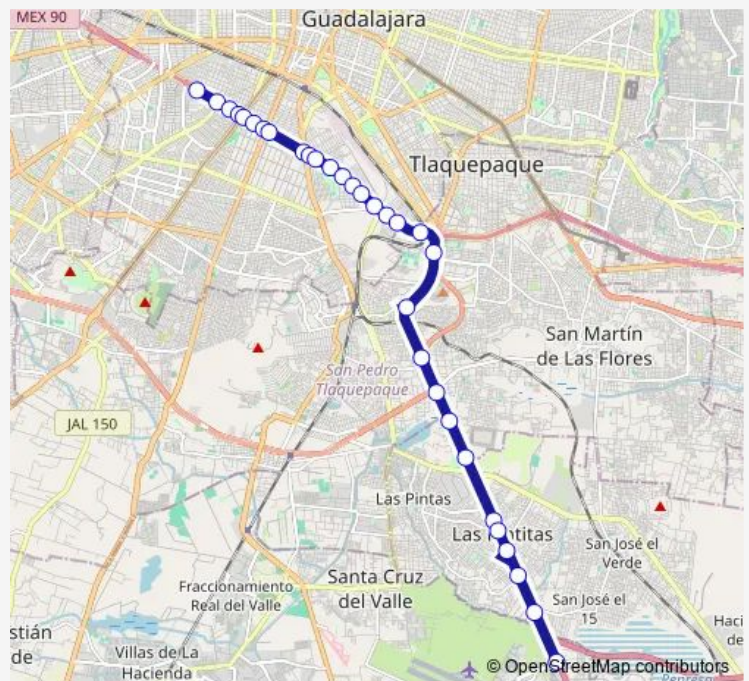 MEX 90
Guadalajara
Tlaquepaque
San Martín
de Las Flores
San Pedro
Tlaquepaque
JAL 150
Las Pintas
Las
titas
San José el
Verde
Fraccionamiento
Real del Valle
Santa Cruz
del Valle
San José el
15
Haci
de
stián
de
Villas de La
Hacienda
© OpenStreetMap contributors